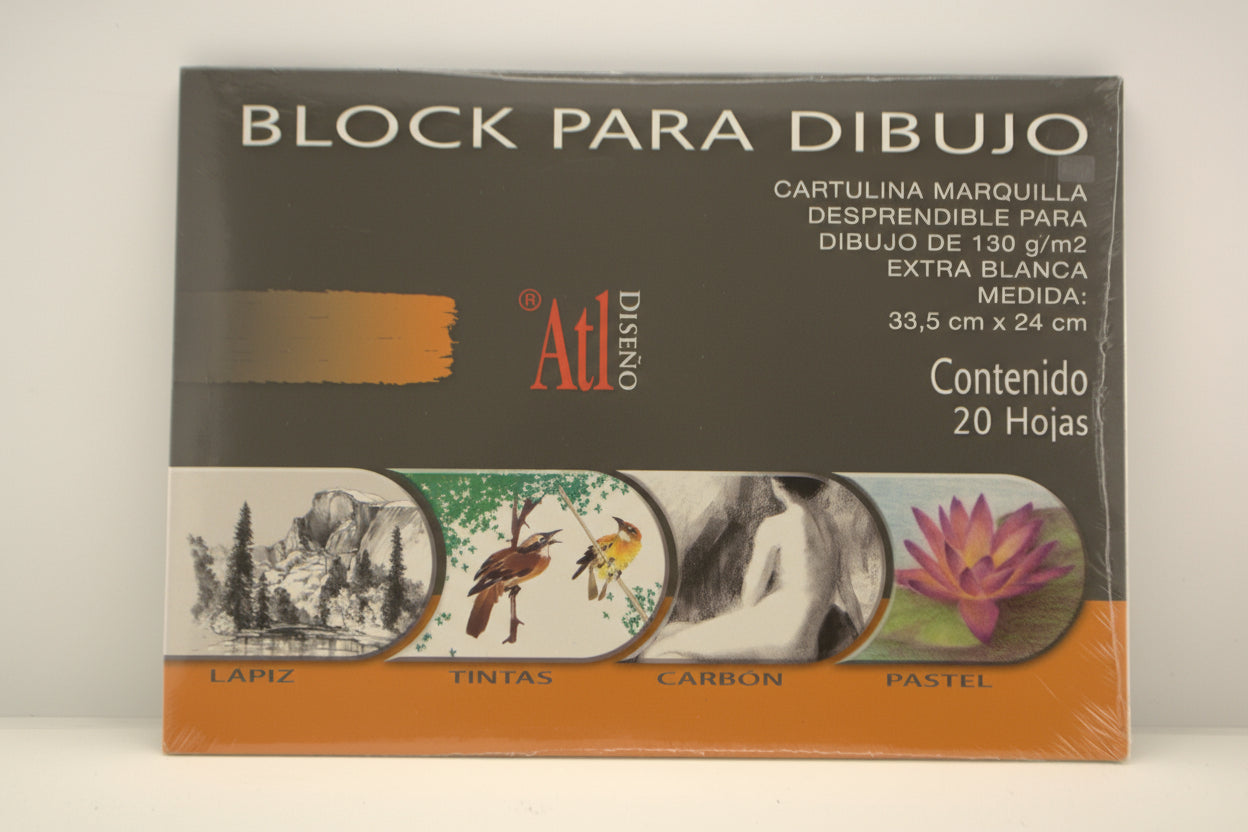 BLOCK PARA DIBUJO
CARTULINA MARQUILLA
DESPRENDIBLE PARA
DIBUJO DE 130 g/m2
EXTRA BLANCA
MEDIDA:
33,5 cm x 24 cm
® Atl DISEÑO
Contenido
20 Hojas
LÁPIZ
TINTAS
CARBÓN
PASTEL